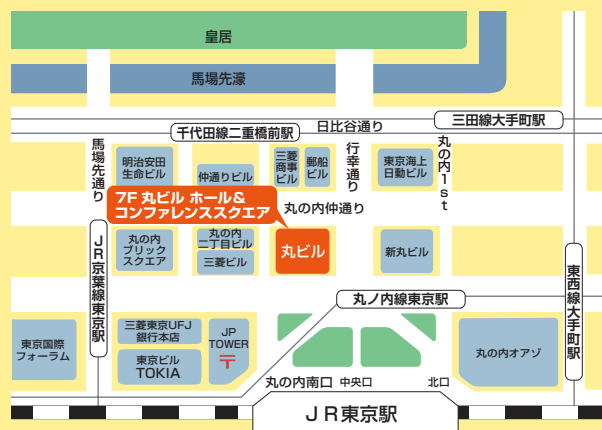 皇居
馬場先濠
三田線大手町駅
日比谷通り
千代田線二重橋前駅
馬場先通り
明治安田
生命ビル
仲通りビル
三菱
商事
ビル
郵船
ビル
行幸通り
東京海上
日動ビル
丸の内1st
7F 丸ビル ホール&
コンファレンススクエア
丸の内仲通り
丸の内
ブリック
スクエア
丸の内
二丁目ビル
三菱ビル
丸ビル
新丸ビル
JR京葉線東京駅
東西線大手町駅
丸ノ内線東京駅
東京国際
フォーラム
三菱東京UFJ
銀行本店
東京ビル
TOKIA
JP
TOWER
〒
丸の内オアゾ
丸の内南口
中央口
北口
JR東京駅